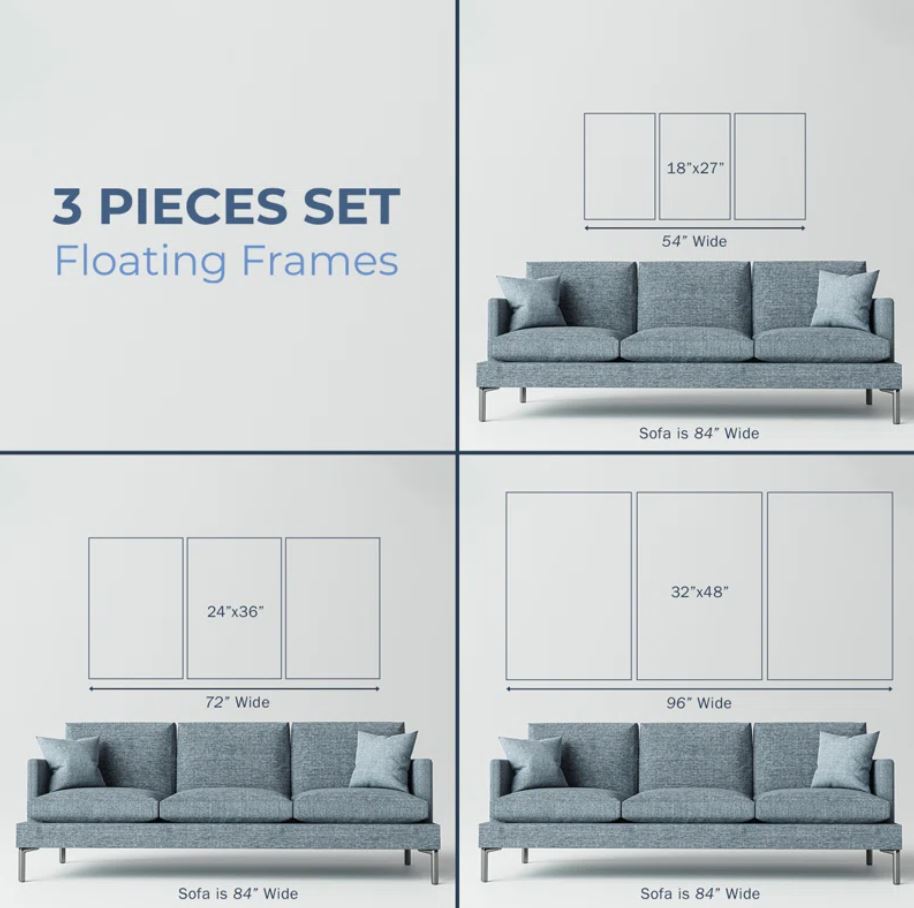 3 PIECES SET
Floating Frames
18”x27”
54” Wide
Sofa is 84” Wide
24”x36”
72” Wide
Sofa is 84” Wide
32”x48”
96” Wide
Sofa is 84” Wide